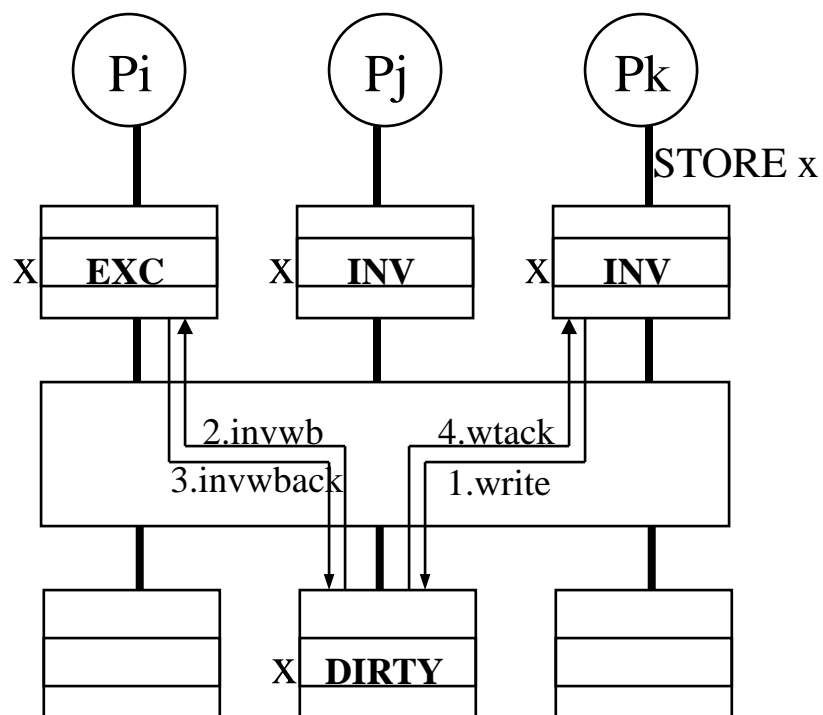 Pi
Pj
Pk
STORE x
X EXC
X INV
X INV
2.invwb
4.wtack
3.invwback
1.write
X DIRTY